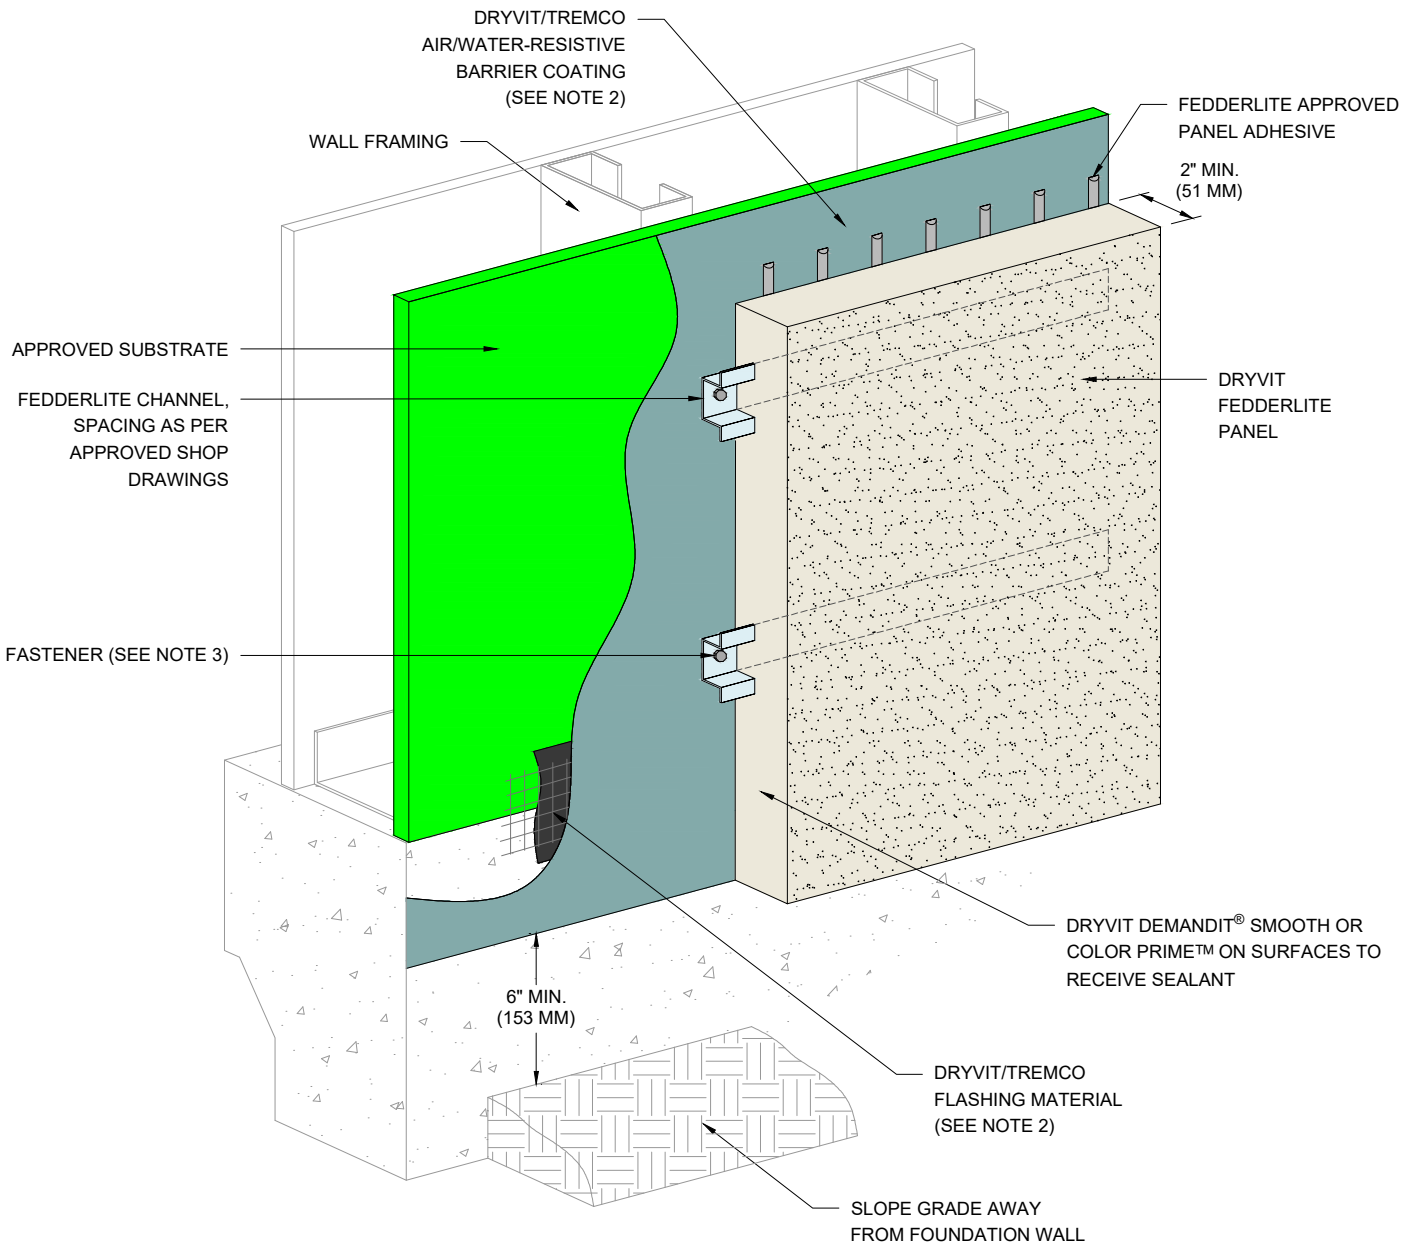 DRYVIT/TREMCO
AIR/WATER-RESISTIVE
BARRIER COATING
(SEE NOTE 2)
WALL FRAMING
FEDDERLITE APPROVED
PANEL ADHESIVE
2" MIN.
(51 MM)
APPROVED SUBSTRATE
FEDDERLITE CHANNEL,
SPACING AS PER
APPROVED SHOP
DRAWINGS
DRYVIT
FEDDERLITE
PANEL
FASTENER (SEE NOTE 3)
DRYVIT DEMANDIT® SMOOTH OR
COLOR PRIME™ ON SURFACES TO
RECEIVE SEALANT
6" MIN.
(153 MM)
DRYVIT/TREMCO
FLASHING MATERIAL
(SEE NOTE 2)
SLOPE GRADE AWAY
FROM FOUNDATION WALL